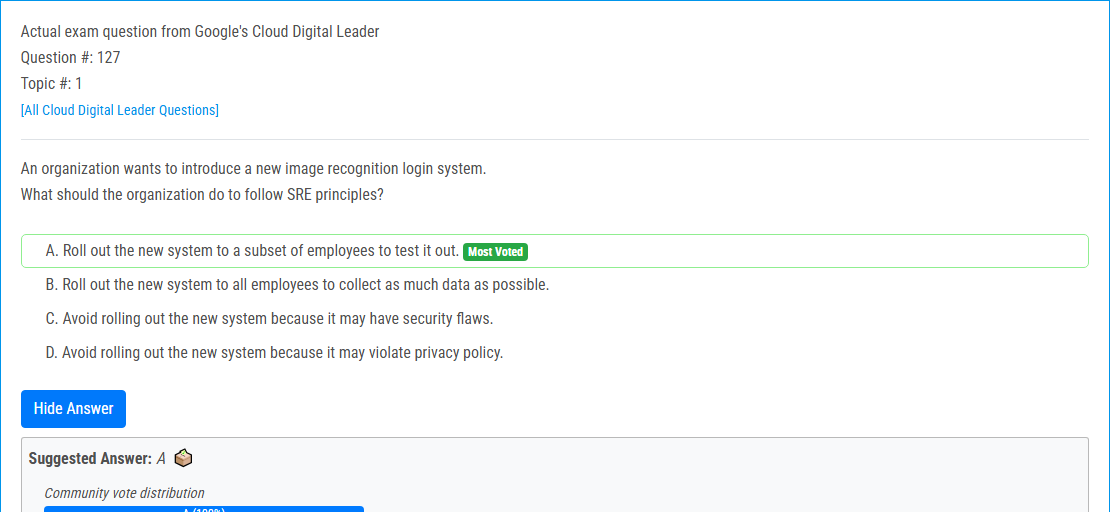 Actual exam question from Google's Cloud Digital Leader
Question #: 127
Topic #: 1
[All Cloud Digital Leader Questions]
An organization wants to introduce a new image recognition login system.
What should the organization do to follow SRE principles?
A. Roll out the new system to a subset of employees to test it out. Most Voted
B. Roll out the new system to all employees to collect as much data as possible.
C. Avoid rolling out the new system because it may have security flaws.
D. Avoid rolling out the new system because it may violate privacy policy.
Hide Answer
Suggested Answer: A
Community vote distribution
A (100%)